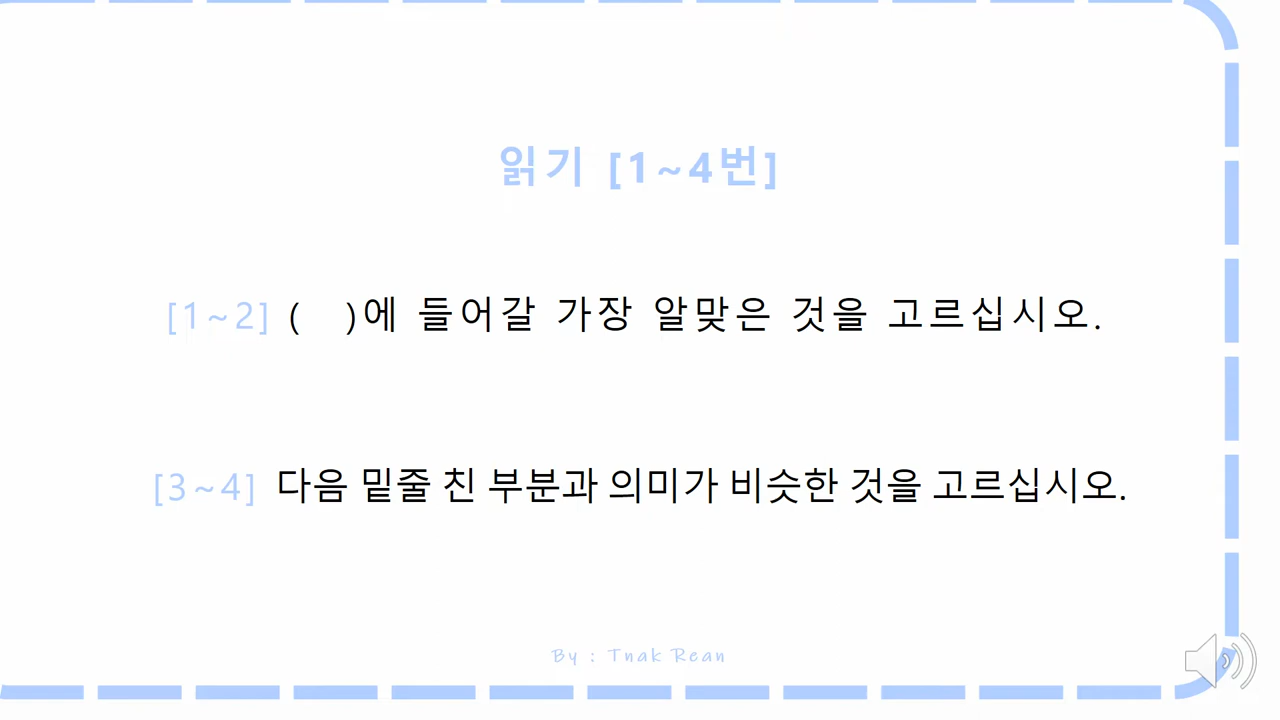 읽기 [1~4번]
[1~2] (    )에 들어갈 가장 알맞은 것을 고르십시오.
[3~4] 다음 밑줄 친 부분과 의미가 비슷한 것을 고르십시오.
By : Tnak Rean